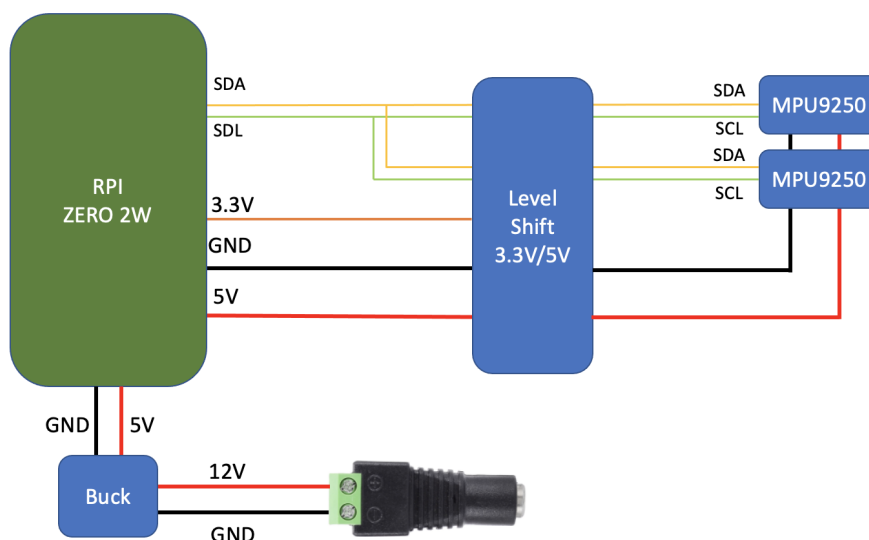 SDA
SDL
RPI
ZERO 2W
3.3V
GND
5V
Level
Shift
3.3V/5V
SDA
MPU9250
SCL
SDA
MPU9250
SCL
GND
5V
Buck
12V
GND